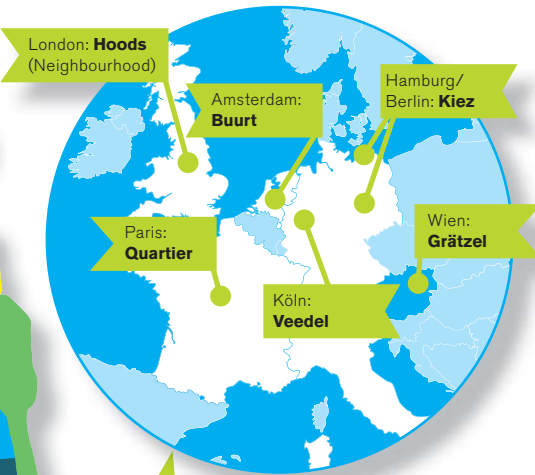 London: Hoods
(Neighbourhood)
Amsterdam:
Buurt
Hamburg/
Berlin: Kiez
Paris:
Quartier
Wien:
Grätzel
Köln:
Veedel